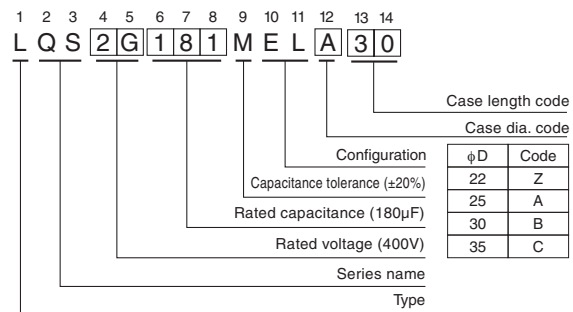 1 2 3 4 5 6 7 8 9 10 11 12 13 14
L Q S 2 G 1 8 1 M E L A 3 0
Case length code
Case dia. code
Configuration
Capacitance tolerance (±20%)
Rated capacitance (180µF)
Rated voltage (400V)
Series name
Type
ϕD Code
22 Z
25 A
30 B
35 C